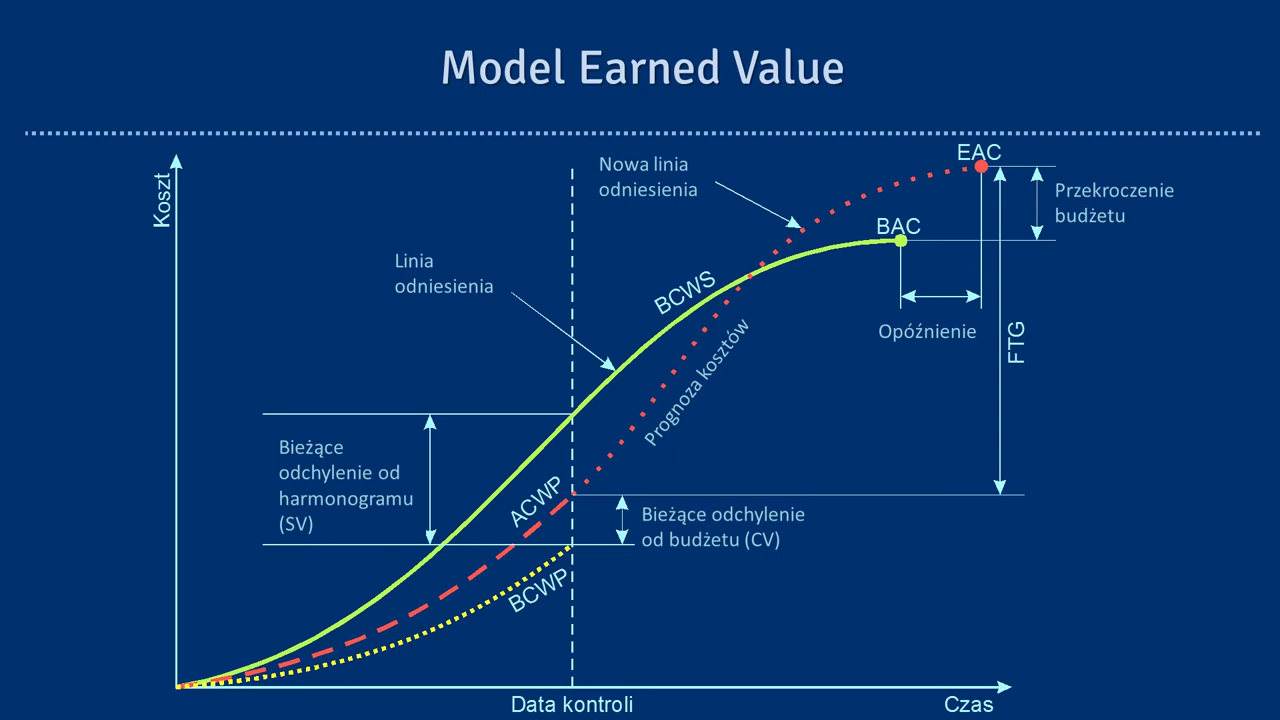 Model Earned Value
Koszt
Nowa linia
odniesienia
EAC
Przekroczenie
budżetu
BAC
Linia
odniesienia
BCWS
Opóźnienie
FTG
Prognoza kosztów
Bieżące
odchylenie od
harmonogramu
(SV)
ACWP
Bieżące odchylenie
od budżetu (CV)
BCWP
Data kontroli
Czas